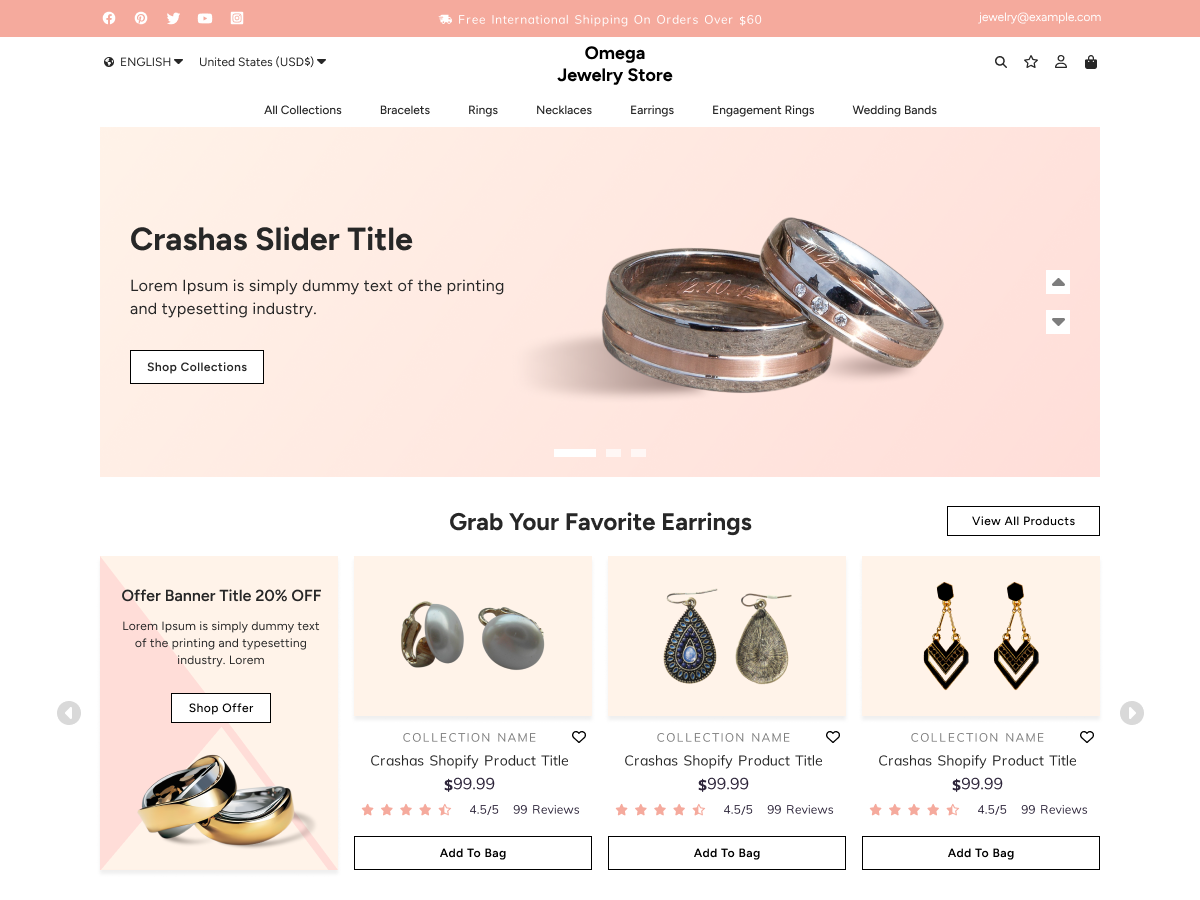 Free International Shipping On Orders Over $60
jewelry@example.com
ENGLISH
United States (USD$)
Omega
Jewelry Store
All Collections
Bracelets
Rings
Necklaces
Earrings
Engagement Rings
Wedding Bands
Crashas Slider Title
Lorem Ipsum is simply dummy text of the printing
and typesetting industry.
Shop Collections
12.10.12
Grab Your Favorite Earrings
View All Products
Offer Banner Title 20% OFF
Lorem Ipsum is simply dummy text
of the printing and typesetting
industry. Lorem
Shop Offer
COLLECTION NAME
Crashas Shopify Product Title
$99.99
4.5/5 99 Reviews
Add To Bag
COLLECTION NAME
Crashas Shopify Product Title
$99.99
4.5/5 99 Reviews
Add To Bag
COLLECTION NAME
Crashas Shopify Product Title
$99.99
4.5/5 99 Reviews
Add To Bag